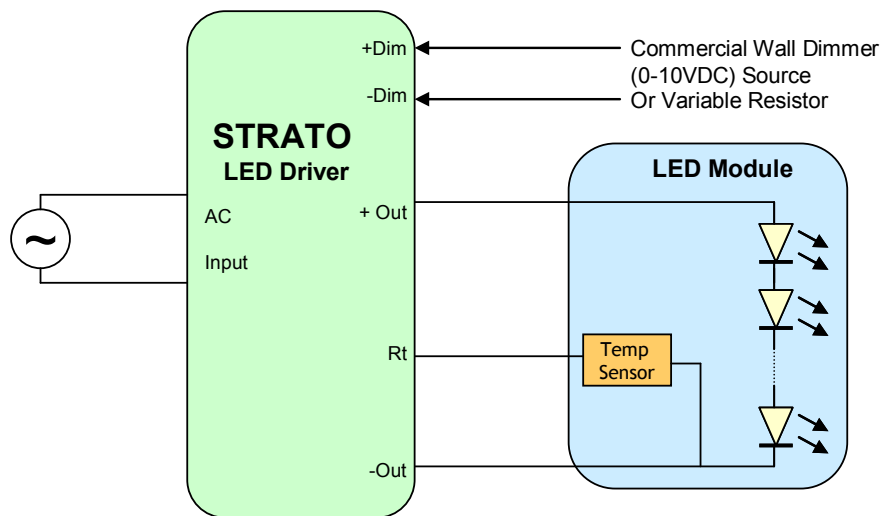 +Dim
Commercial Wall Dimmer
(0-10VDC) Source
-Dim
Or Variable Resistor
STRATO
LED Driver
LED Module
AC
+ Out
~
Input
Rt
Temp
Sensor
-Out